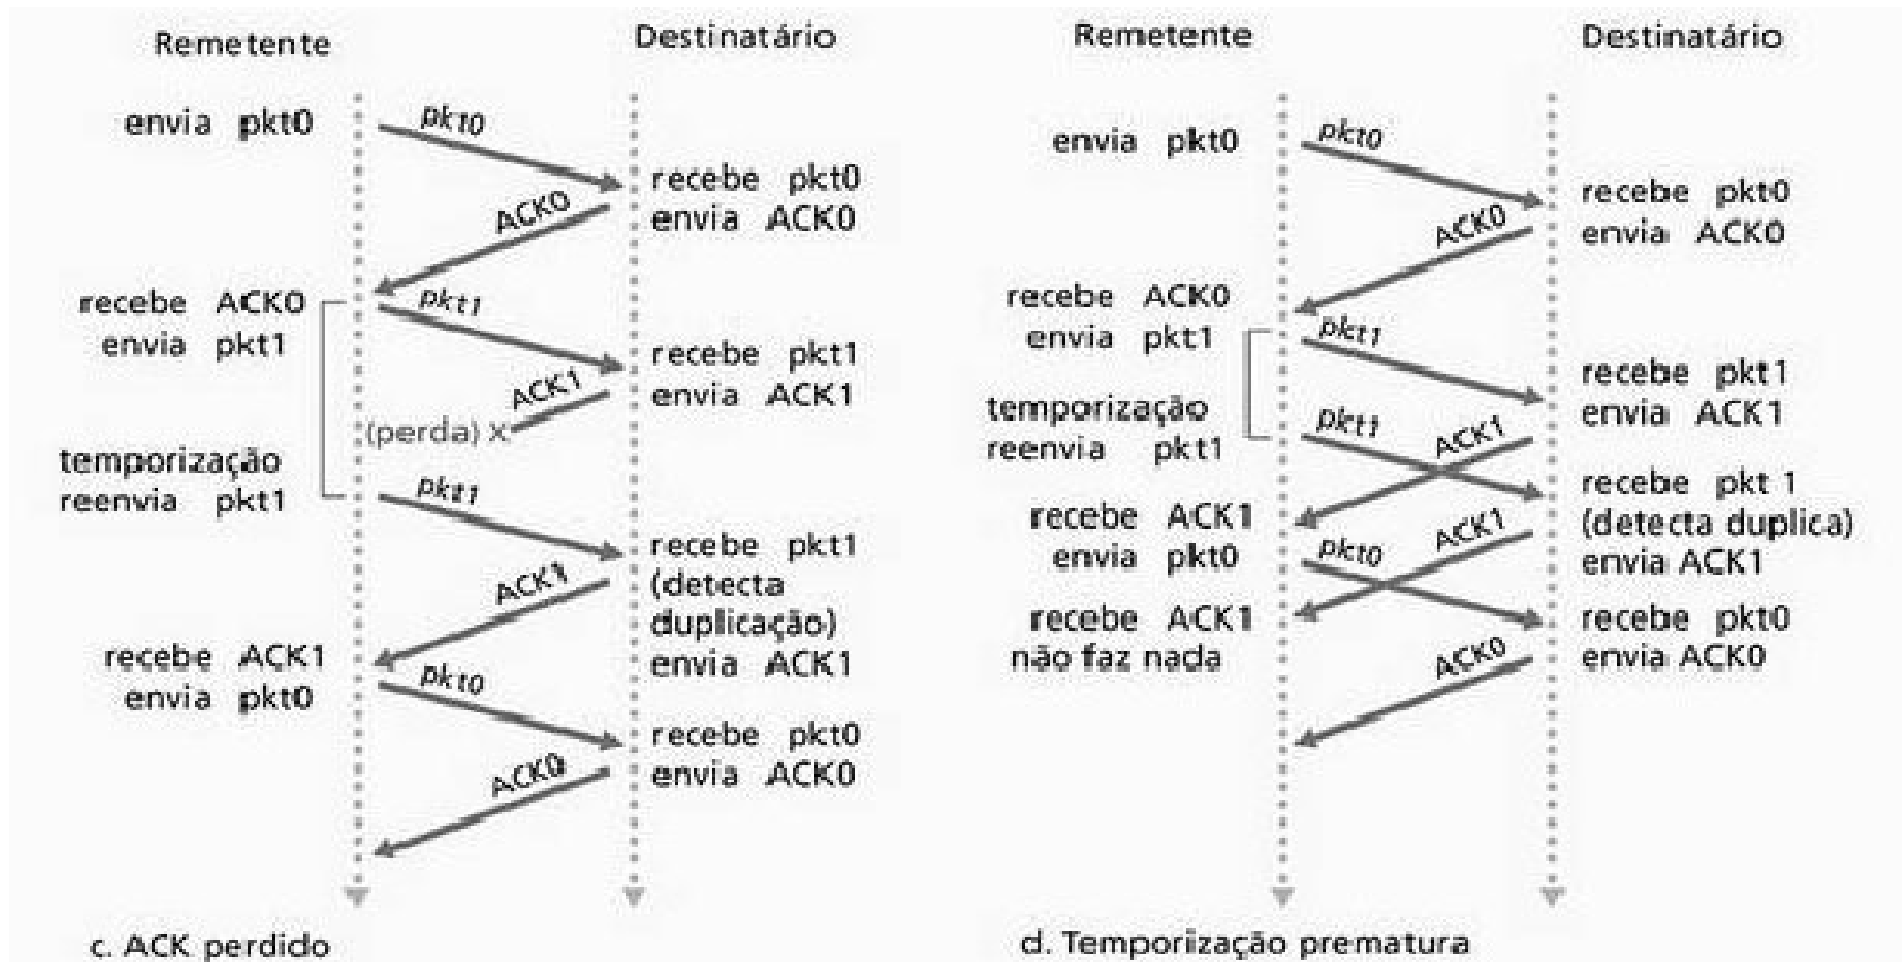 Remetente
Destinatário
envia pkt0
pkt0
recebe pkt0
envia ACK0
ACK0
recebe ACK0
envia pkt1
pkt1
recebe pkt1
envia ACK1
ACK1
(perda) X
temporização
reenvia pkt1
pkt1
recebe pkt1
(detecta
duplicação)
envia ACK1
ACK1
recebe ACK1
envia pkt0
pkt0
recebe pkt0
envia ACK0
ACK0
c. ACK perdido
Remetente
Destinatário
envia pkt0
pkt0
recebe pkt0
envia ACK0
ACK0
recebe ACK0
envia pkt1
pkt1
recebe pkt1
envia ACK1
ACK1
temporização
reenvia pkt1
pkt1
recebe pkt 1
(detecta duplica)
envia ACK1
ACK1
recebe ACK1
envia pkt0
pkt0
recebe ACK1
não faz nada
recebe pkt0
envia ACK0
ACK0
d. Temporização prematura